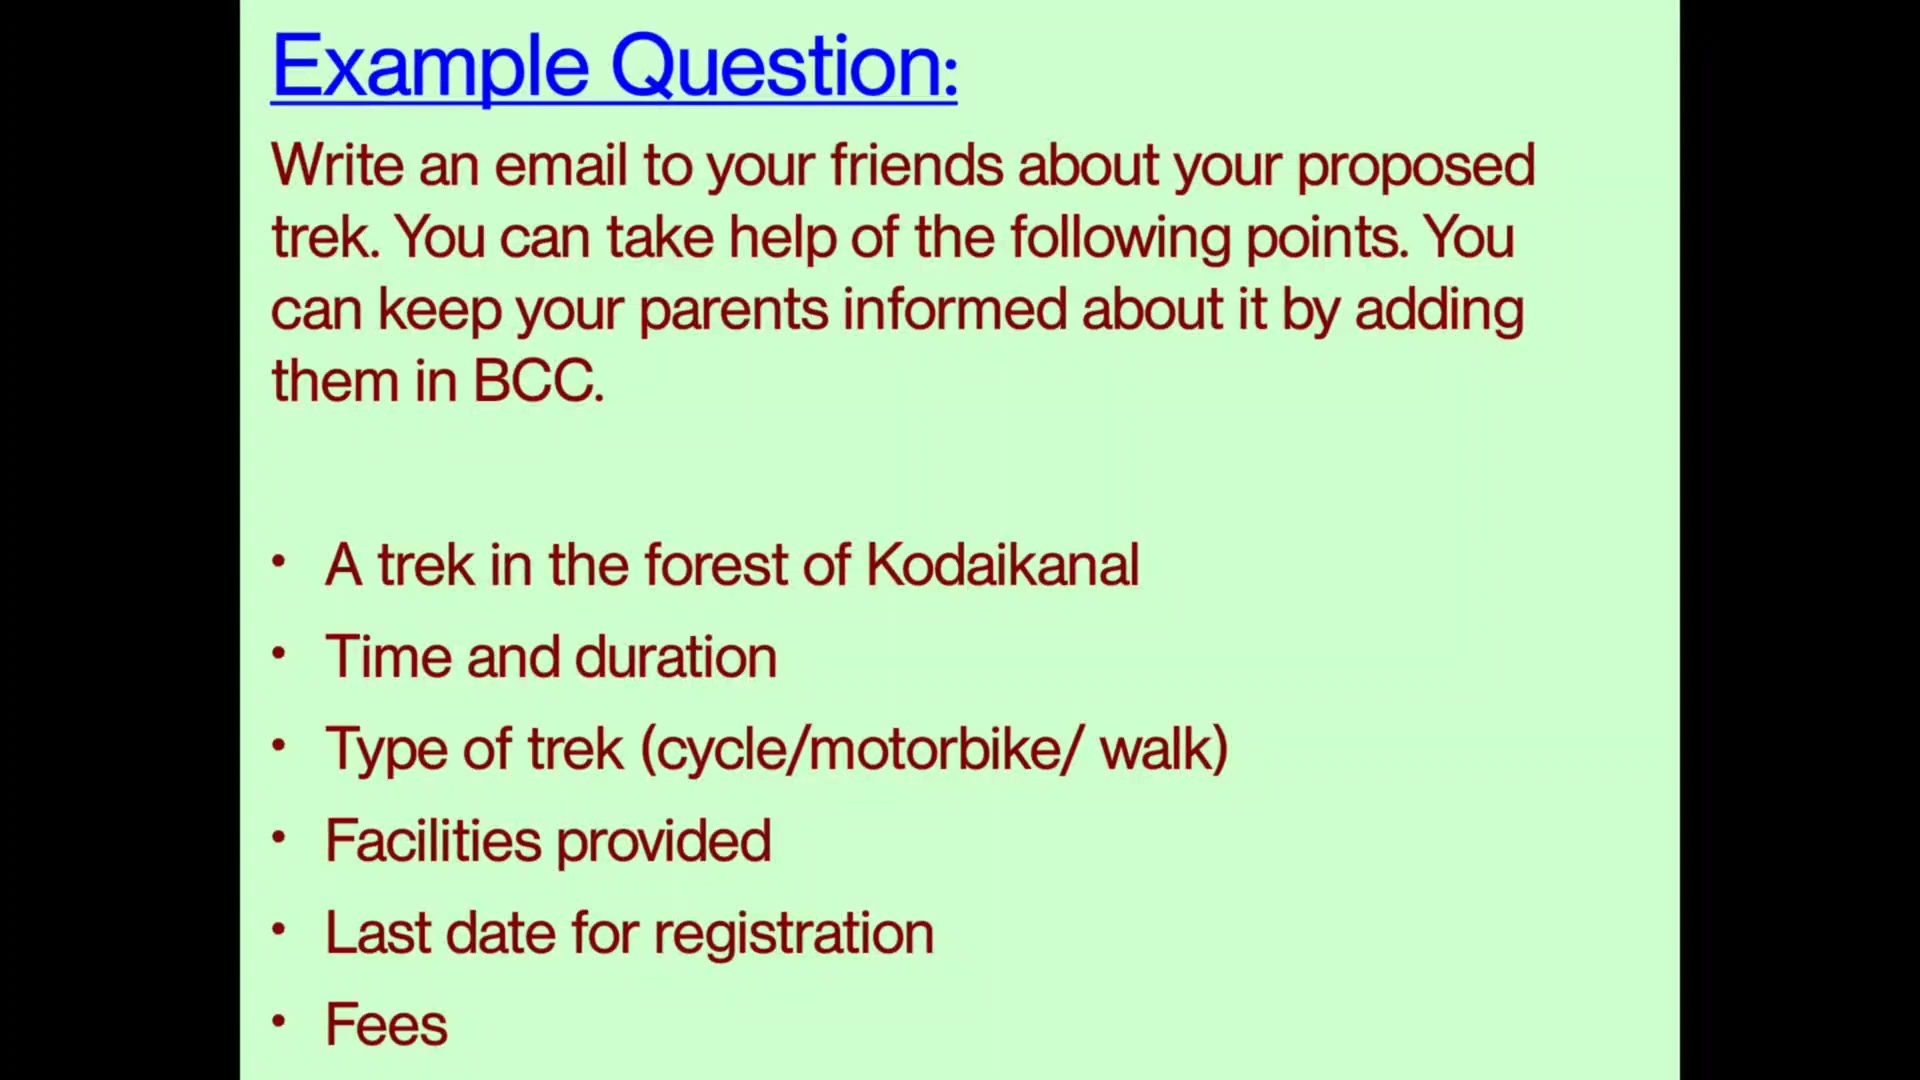 Example Question:
Write an email to your friends about your proposed
trek. You can take help of the following points. You
can keep your parents informed about it by adding
them in BCC.
• A trek in the forest of Kodaikanal
• Time and duration
• Type of trek (cycle/motorbike/ walk)
• Facilities provided
• Last date for registration
• Fees